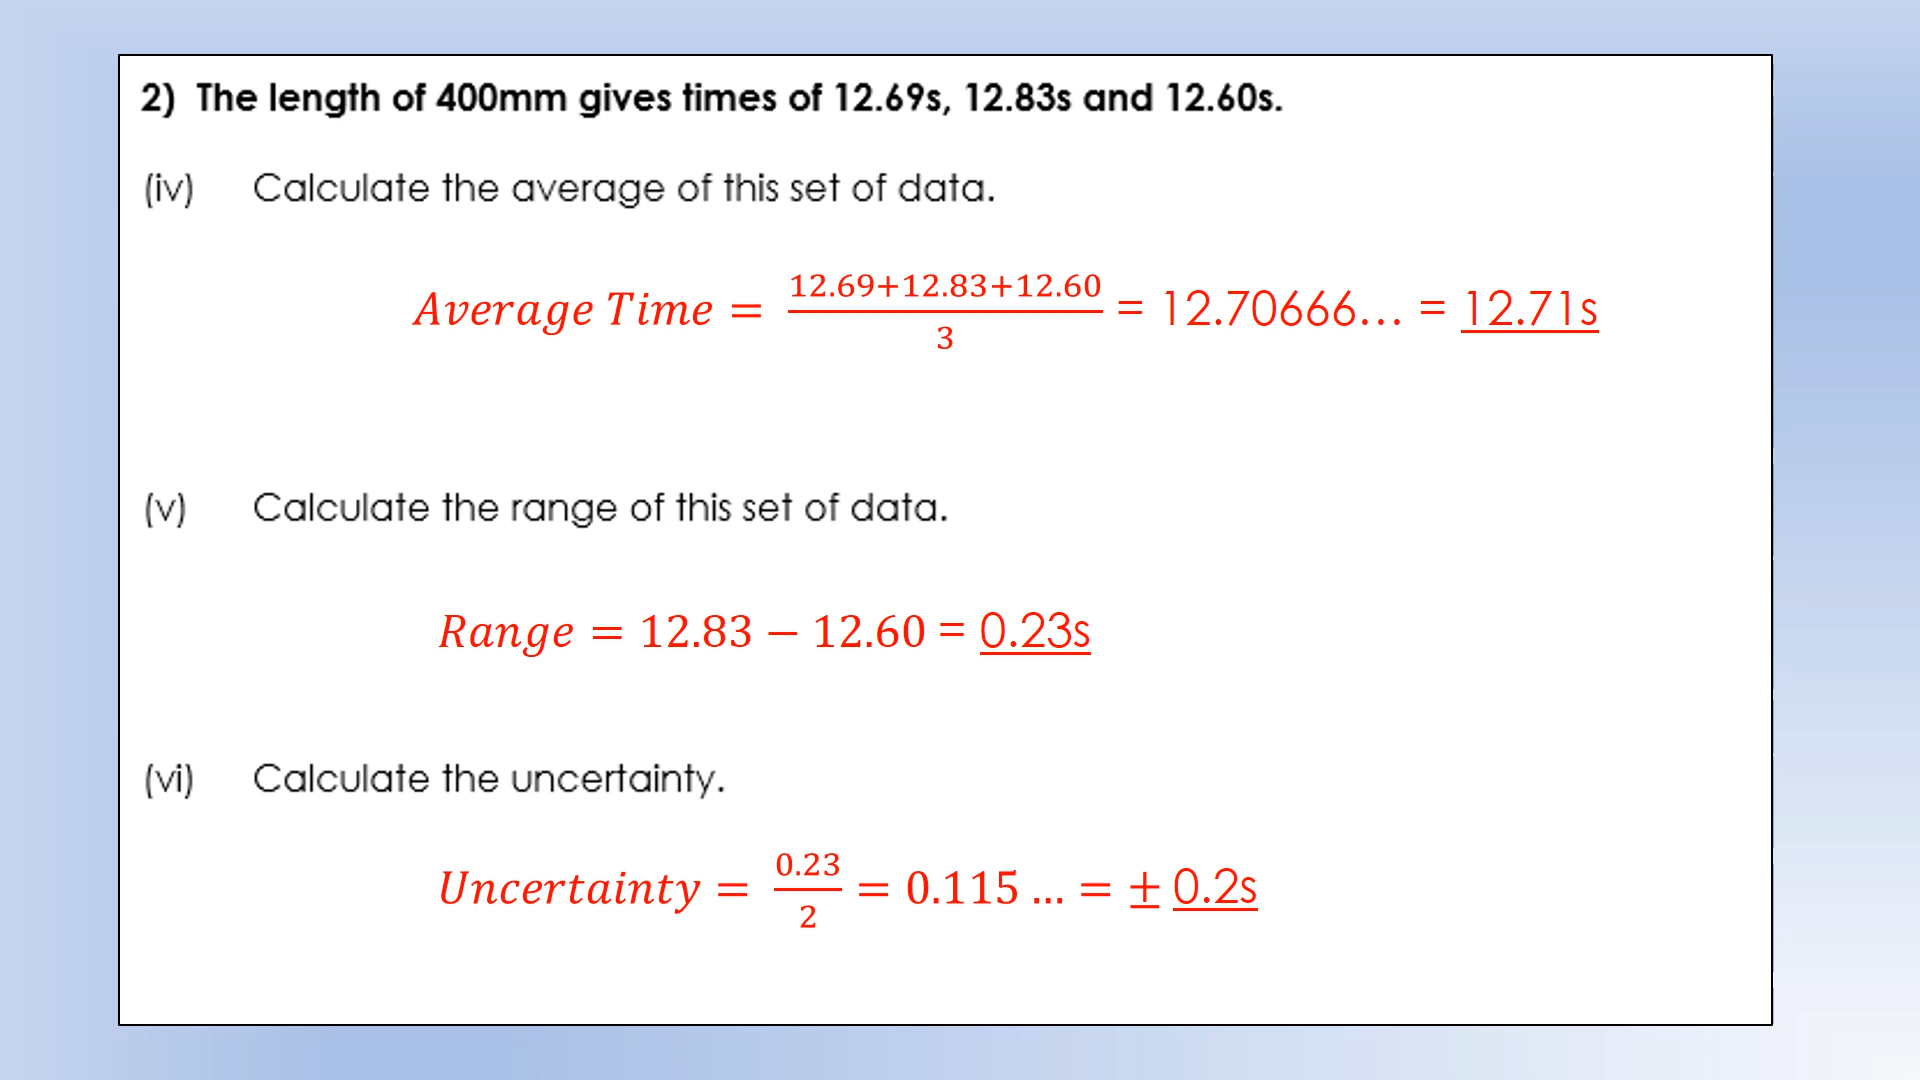 2) The length of 400mm gives times of 12.69s, 12.83s and 12.60s.
(iv) Calculate the average of this set of data.
Average Time = \frac{12.69+12.83+12.60}{3} = 12.70666... = 12.71s
(v) Calculate the range of this set of data.
Range = 12.83 − 12.60 = 0.23s
(vi) Calculate the uncertainty.
Uncertainty = \frac{0.23}{2} = 0.115 ... = ± 0.2s